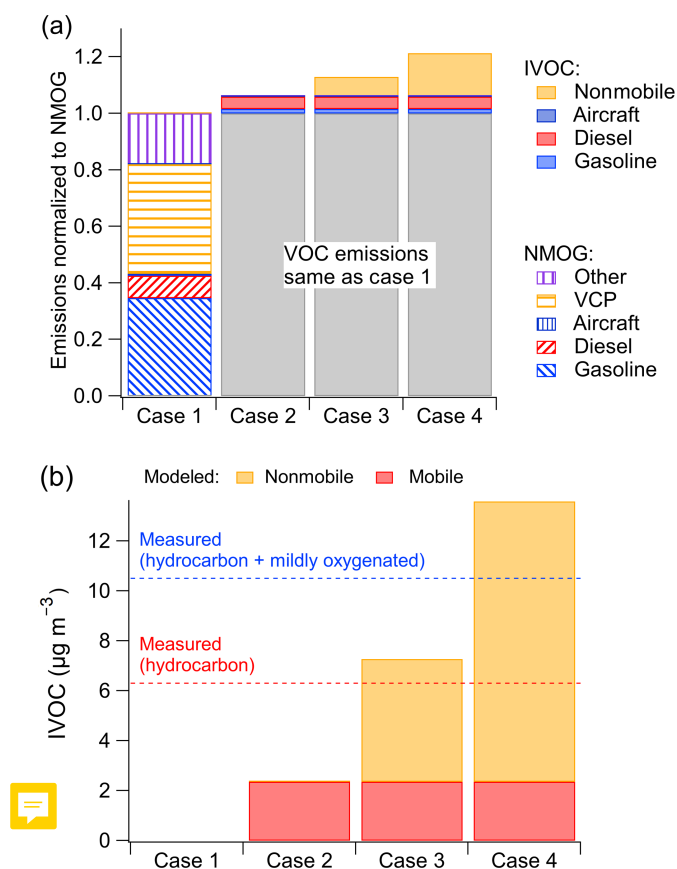 (a)
Emissions normalized to NMOG
1.2
1.0
0.8
0.6
0.4
0.2
0.0
VOC emissions
same as case 1
Case 1
Case 2
Case 3
Case 4
IVOC:
Nonmobile
Aircraft
Diesel
Gasoline
NMOG:
Other
VCP
Aircraft
Diesel
Gasoline
(b)
Modeled: Nonmobile Mobile
IVOC (µg m⁻³)
12
10
8
6
4
2
0
Measured
(hydrocarbon + mildly oxygenated)
Measured
(hydrocarbon)
Case 1
Case 2
Case 3
Case 4